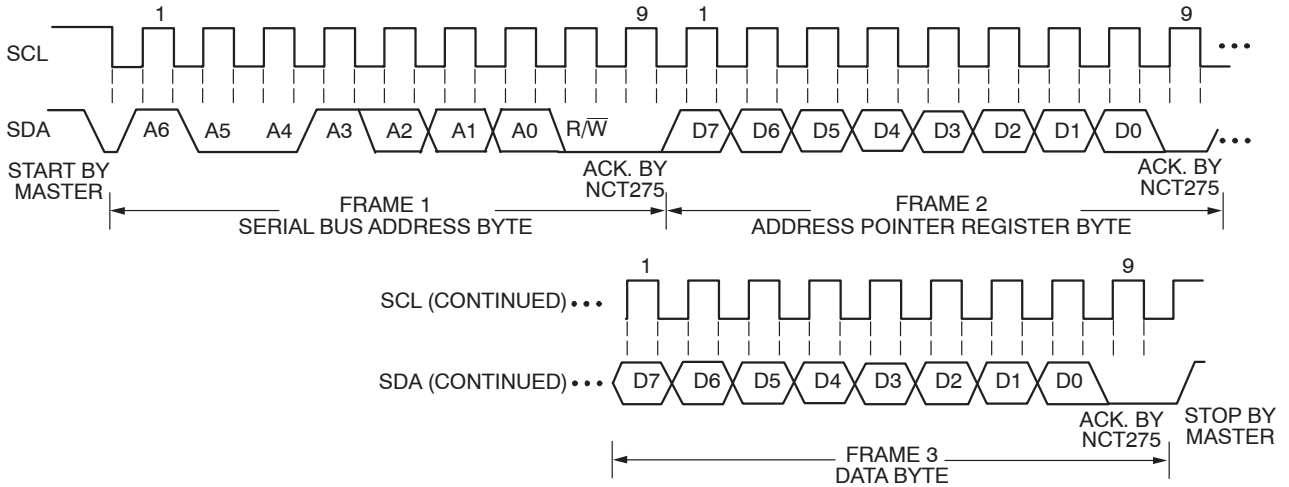 1 9 1 9
SCL •••
SDA A6 A5 A4 A3 A2 A1 A0 R/W̅ D7 D6 D5 D4 D3 D2 D1 D0 •••
START BY MASTER
ACK. BY NCT275
ACK. BY NCT275
FRAME 1
SERIAL BUS ADDRESS BYTE
FRAME 2
ADDRESS POINTER REGISTER BYTE
1 9
SCL (CONTINUED) •••
SDA (CONTINUED) ••• D7 D6 D5 D4 D3 D2 D1 D0
ACK. BY NCT275
STOP BY MASTER
FRAME 3
DATA BYTE